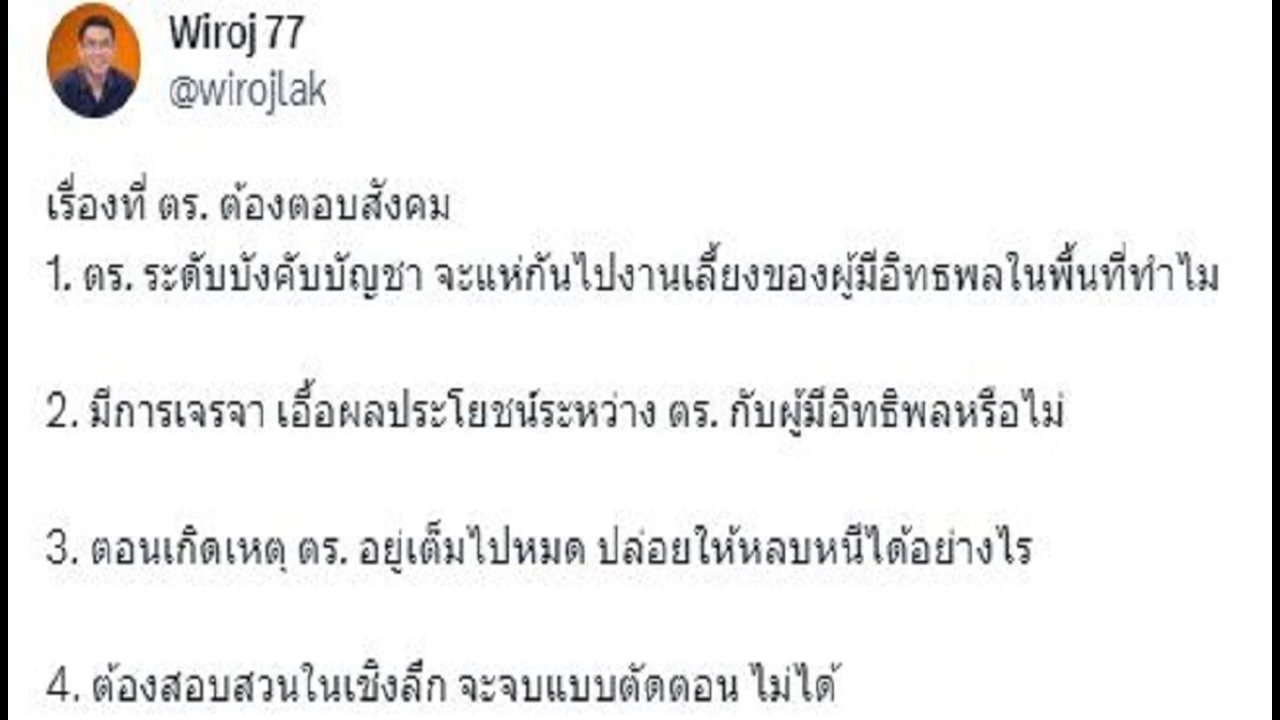 Wiroj 77
@wirojlak
เรื่องที่ ตร. ต้องตอบสังคม
1. ตร. ระดับบังคับบัญชา จะแห่กันไปงานเลี้ยงของผู้มีอิทธพลในพื้นที่ทำไม
2. มีการเจรจา เอื้อผลประโยชน์ระหว่าง ตร. กับผู้มีอิทธิพลหรือไม่
3. ตอนเกิดเหตุ ตร. อยู่เต็มไปหมด ปล่อยให้หลบหนีได้อย่างไร
4. ต้องสอบสวนในเชิงลึก จะจบแบบตัดตอน ไม่ได้